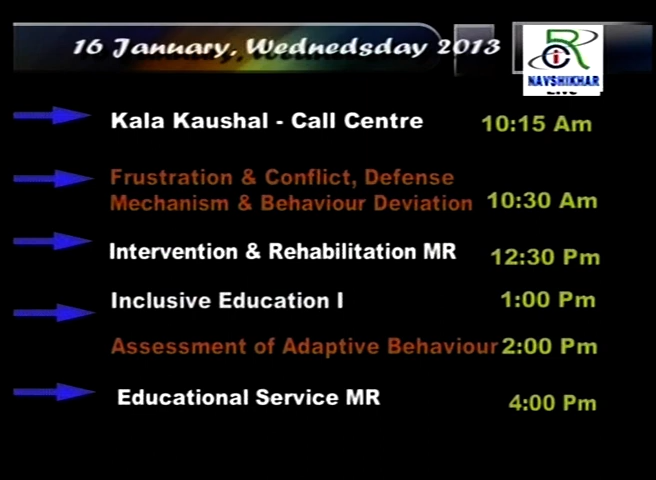 16 January, Wednedsday 2013
NAVSHIKHAR
Kala Kaushal - Call Centre 10:15 Am
Frustration & Conflict, Defense
Mechanism & Behaviour Deviation 10:30 Am
Intervention & Rehabilitation MR 12:30 Pm
Inclusive Education I 1:00 Pm
Assessment of Adaptive Behaviour 2:00 Pm
Educational Service MR 4:00 Pm